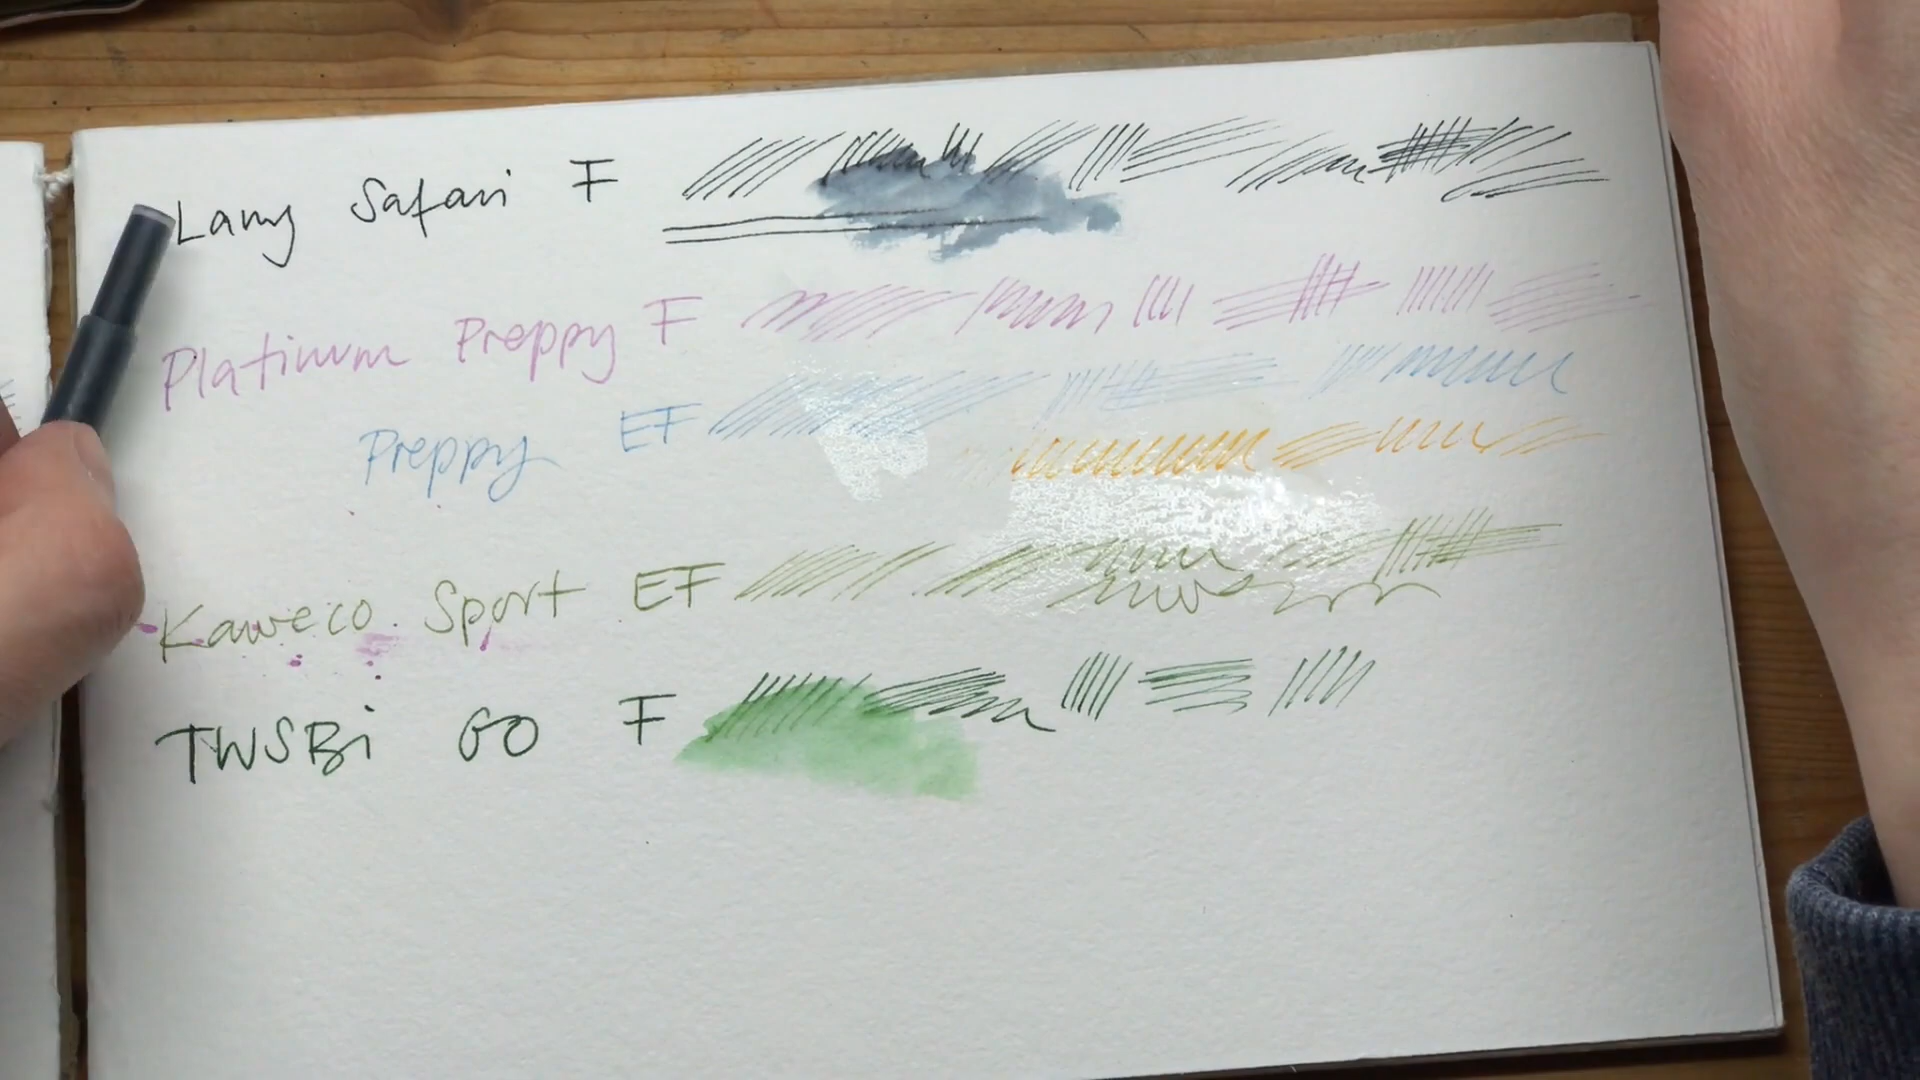 Lamy Safari F
Platinum Preppy F
Preppy EF
Kaweco Sport EF
TWSBi GO F